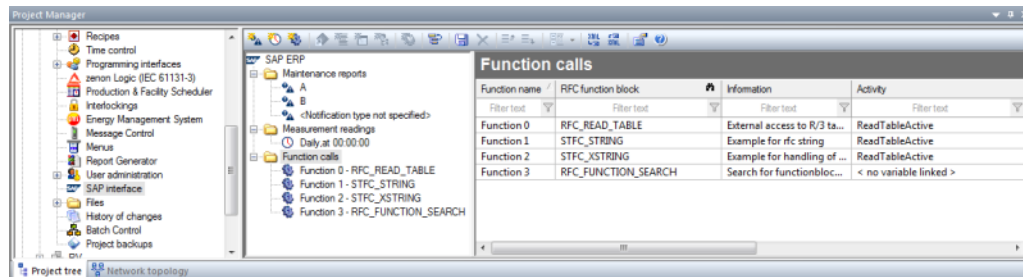 Project Manager
Recipes
Time control
Programming interfaces
zenon Logic (IEC 61131-3)
Production & Facility Scheduler
Interlockings
Energy Management System
Message Control
Menus
Report Generator
User administration
SAP interface
Files
History of changes
Batch Control
Project backups
Project tree
Network topology
SAP ERP
Maintenance reports
A
B
<Notification type not specified>
Measurement readings
Daily, at 00:00:00
Function calls
Function 0 - RFC_READ_TABLE
Function 1 - STFC_STRING
Function 2 - STFC_XSTRING
Function 3 - RFC_FUNCTION_SEARCH
Function calls
Function name RFC function block Information Activity
Filter text Filter text Filter text Filter text
Function 0 RFC_READ_TABLE External access to R/3 ta... ReadTableActive
Function 1 STFC_STRING Example for rfc string ReadTableActive
Function 2 STFC_XSTRING Example for handling of ... ReadTableActive
Function 3 RFC_FUNCTION_SEARCH Search for functionbloc... < no variable linked >